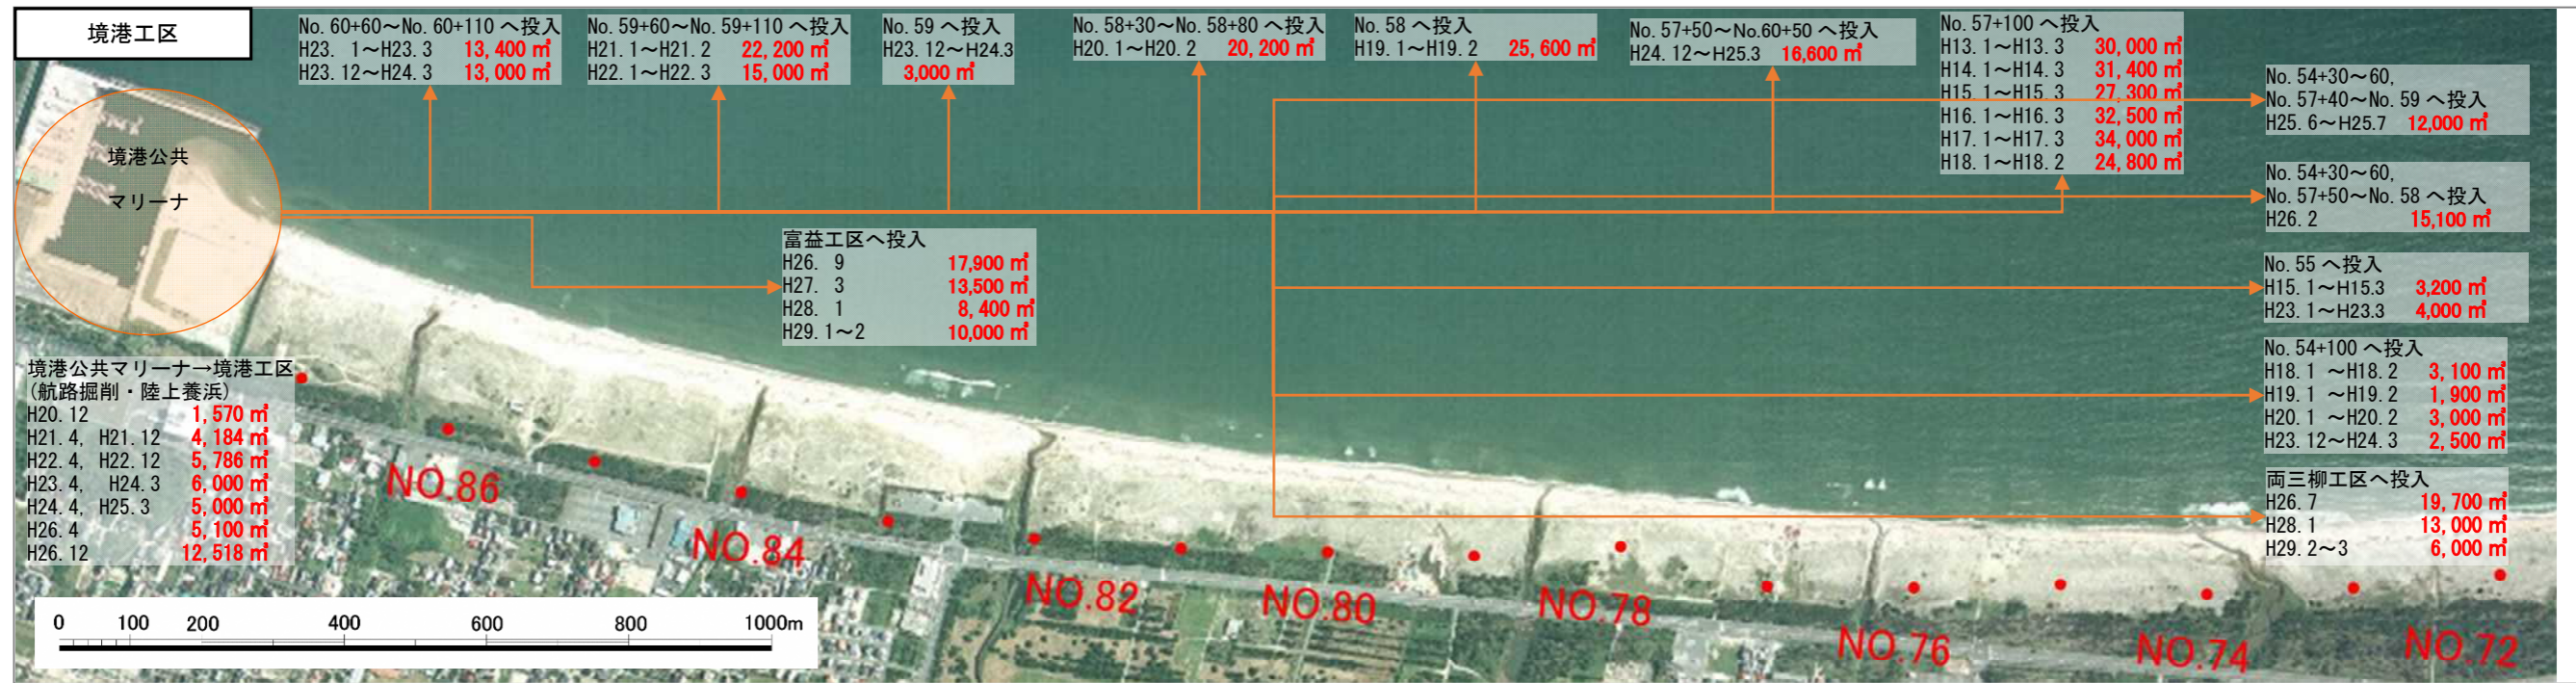 境港工区
No. 60+60～No. 60+110 へ投入
H23. 1～H23.3 13,400 ㎥
H23. 12～H24. 3 13,000 ㎥
No. 59+60～No. 59+110 へ投入
H21. 1～H21. 2 22,200 ㎥
H22. 1～H22. 3 15,000 ㎥
No. 59 へ投入
H23. 12～H24.3
3,000 ㎥
No. 58+30～No. 58+80 へ投入
H20. 1～H20. 2 20,200 ㎥
No. 58 へ投入
H19. 1～H19. 2 25,600 ㎥
No. 57+50～No.60+50 へ投入
H24. 12～H25. 3 16,600 ㎥
No. 57+100 へ投入
H13. 1～H13. 3 30,000 ㎥
H14. 1～H14. 3 31,400 ㎥
H15. 1～H15. 3 27,300 ㎥
H16. 1～H16. 3 32,500 ㎥
H17. 1～H17. 3 34,000 ㎥
H18. 1～H18. 2 24,800 ㎥
No. 54+30～60,
No. 57+40～No. 59 へ投入
H25. 6～H25.7 12,000 ㎥
No. 54+30～60,
No. 57+50～No. 58 へ投入
H26. 2 15,100 ㎥
No. 55 へ投入
H15. 1～H15.3 3,200 ㎥
H23. 1～H23.3 4,000 ㎥
No. 54+100 へ投入
H18. 1 ～H18. 2 3,100 ㎥
H19. 1 ～H19. 2 1,900 ㎥
H20. 1 ～H20. 2 3,000 ㎥
H23. 12～H24. 3 2,500 ㎥
両三柳工区へ投入
H26. 7 19,700 ㎥
H28. 1 13,000 ㎥
H29. 2～3 6,000 ㎥
境港公共
マリーナ
富益工区へ投入
H26. 9 17,900 ㎥
H27. 3 13,500 ㎥
H28. 1 8,400 ㎥
H29. 1～2 10,000 ㎥
境港公共マリーナ→境港工区
(航路掘削・陸上養浜)
H20. 12 1,570 ㎥
H21. 4, H21. 12 4,184 ㎥
H22. 4, H22. 12 5,786 ㎥
H23. 4, H24. 3 6,000 ㎥
H24. 4, H25. 3 5,000 ㎥
H26. 4 5,100 ㎥
H26. 12 12,518 ㎥
NO.86
NO.84
NO.82
NO.80
NO.78
NO.76
NO.74
NO.72
0 100 200 400 600 800 1000m